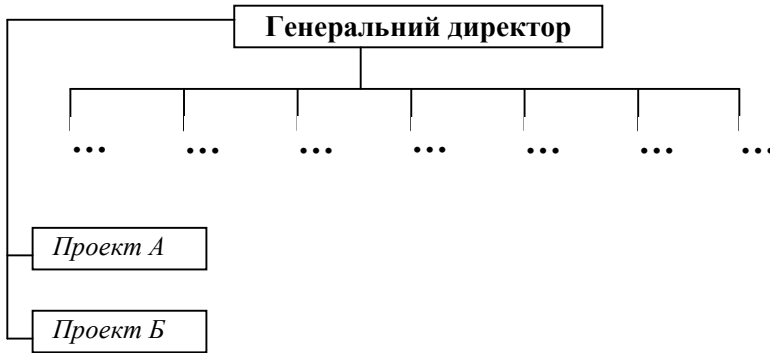 Генеральний директор
... ... ... ... ... ... ...
Проект А
Проект Б